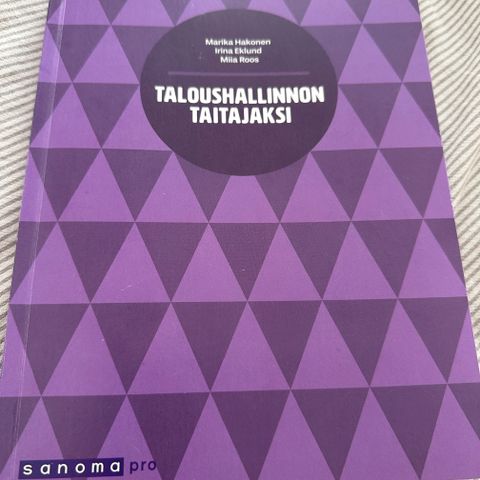 Marika Hakonen
Irina Eklund
Miia Roos
TALOUSHALLINNON
TAITAJAKSI
sanoma pro